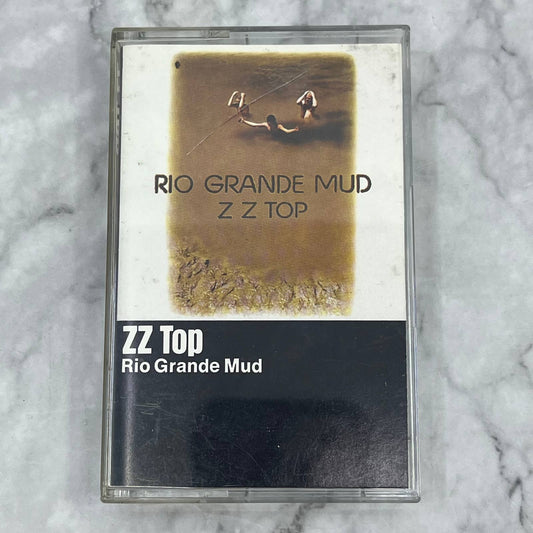 RIO GRANDE MUD
Z Z TOP
ZZ Top
Rio Grande Mud